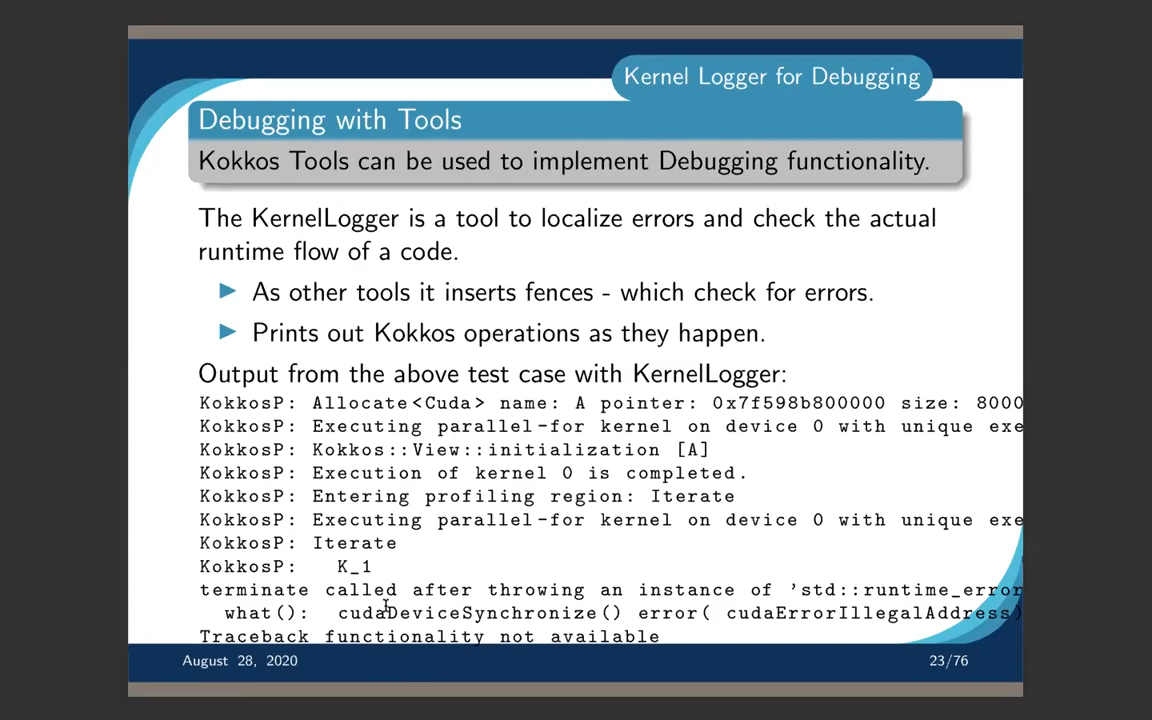 Kernel Logger for Debugging
Debugging with Tools
Kokkos Tools can be used to implement Debugging functionality.
The KernelLogger is a tool to localize errors and check the actual
runtime flow of a code.
As other tools it inserts fences - which check for errors.
Prints out Kokkos operations as they happen.
Output from the above test case with KernelLogger:
KokkosP: Allocate<Cuda> name: A pointer: 0x7f598b800000 size: 8000
KokkosP: Executing parallel-for kernel on device 0 with unique exe
KokkosP: Kokkos::View::initialization [A]
KokkosP: Execution of kernel 0 is completed.
KokkosP: Entering profiling region: Iterate
KokkosP: Executing parallel-for kernel on device 0 with unique exe
KokkosP: Iterate
KokkosP:   K_1
terminate called after throwing an instance of 'std::runtime_error
  what():  cudaDeviceSynchronize() error( cudaErrorIllegalAddress)
Traceback functionality not available
August 28, 2020
23/76